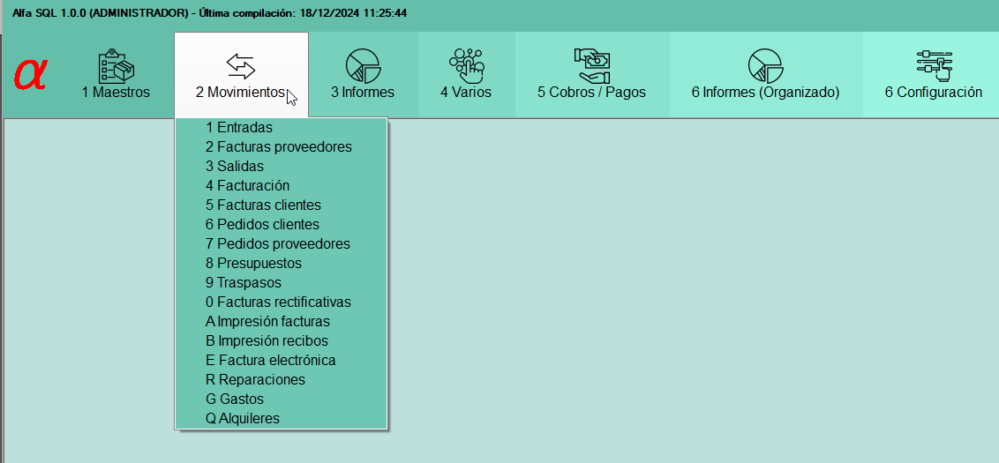 Alfa SQL 1.0.0 (ADMINISTRADOR) - Última compilación: 18/12/2024 11:25:44
α
1 Maestros
2 Movimientos
3 Informes
4 Varios
5 Cobros / Pagos
6 Informes (Organizado)
6 Configuración
1 Entradas
2 Facturas proveedores
3 Salidas
4 Facturación
5 Facturas clientes
6 Pedidos clientes
7 Pedidos proveedores
8 Presupuestos
9 Traspasos
0 Facturas rectificativas
A Impresión facturas
B Impresión recibos
E Factura electrónica
R Reparaciones
G Gastos
Q Alquileres